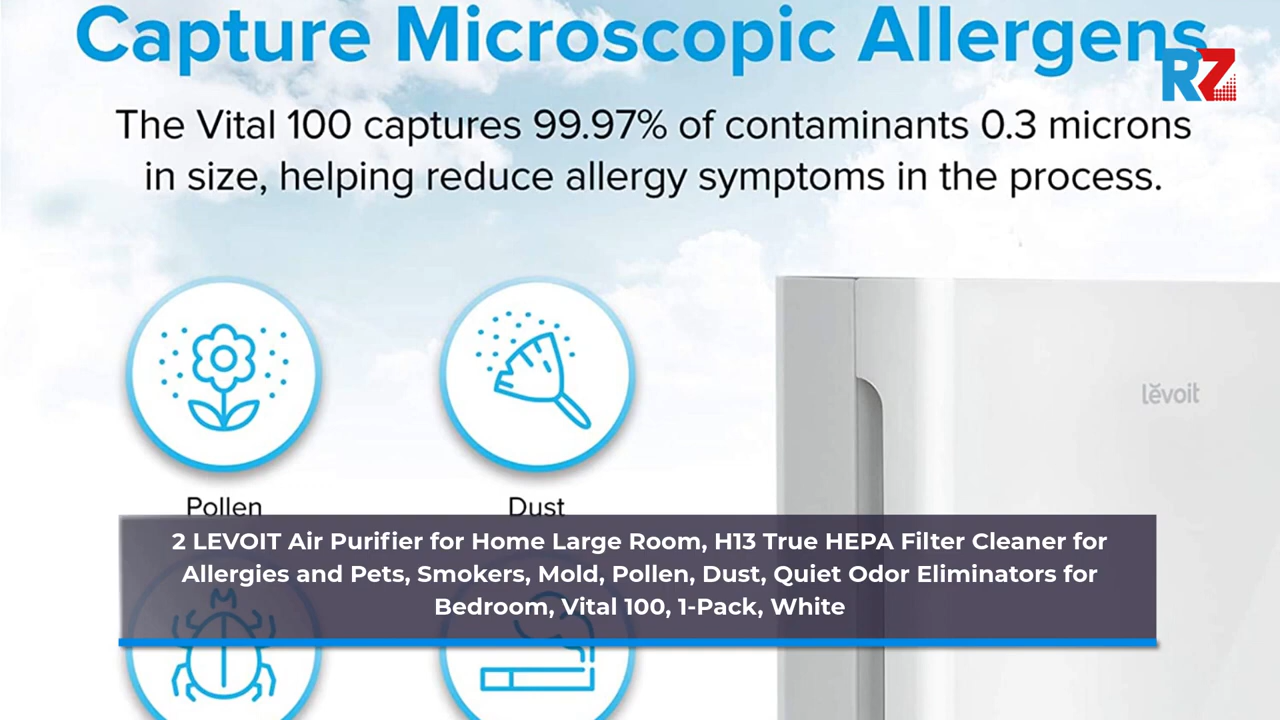 Capture Microscopic Allergens
RZ
The Vital 100 captures 99.97% of contaminants 0.3 microns
in size, helping reduce allergy symptoms in the process.
lěvoit
Pollen
Dust
2 LEVOIT Air Purifier for Home Large Room, H13 True HEPA Filter Cleaner for
Allergies and Pets, Smokers, Mold, Pollen, Dust, Quiet Odor Eliminators for
Bedroom, Vital 100, 1-Pack, White